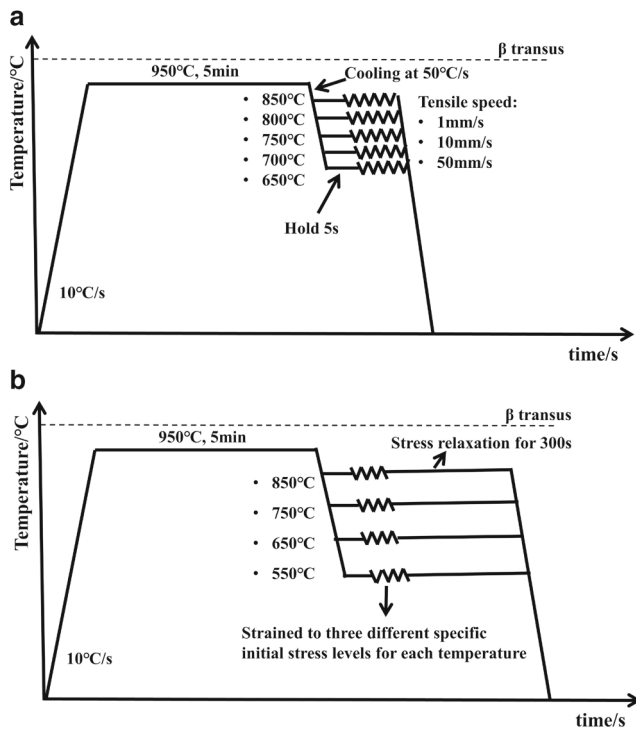 a
Temperature/°C
β transus
950°C, 5min
Cooling at 50°C/s
• 850°C
• 800°C
• 750°C
• 700°C
• 650°C
Tensile speed:
• 1mm/s
• 10mm/s
• 50mm/s
Hold 5s
10°C/s
time/s
b
Temperature/°C
β transus
950°C, 5min
Stress relaxation for 300s
• 850°C
• 750°C
• 650°C
• 550°C
Strained to three different specific
initial stress levels for each temperature
10°C/s
time/s